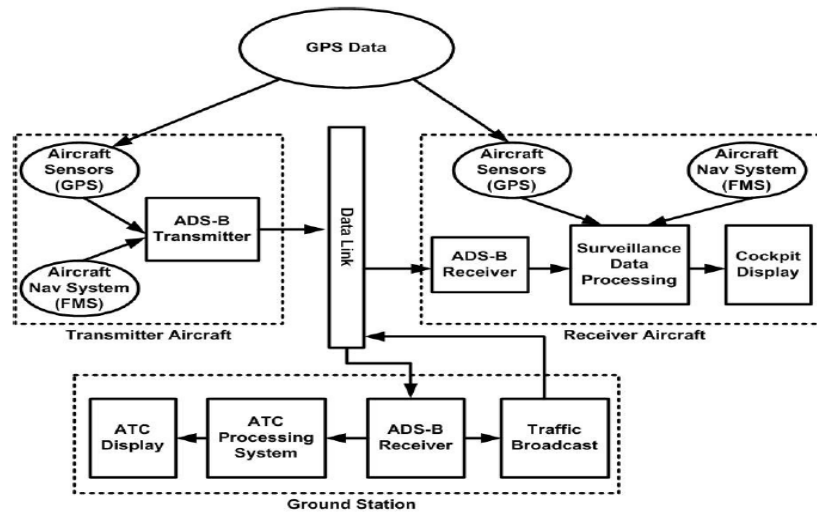 GPS Data
Aircraft
Sensors
(GPS)
ADS-B
Transmitter
Aircraft
Nav System
(FMS)
Transmitter Aircraft
Data Link
Aircraft
Sensors
(GPS)
Aircraft
Nav System
(FMS)
ADS-B
Receiver
Surveillance
Data
Processing
Cockpit
Display
Receiver Aircraft
ATC
Display
ATC
Processing
System
ADS-B
Receiver
Traffic
Broadcast
Ground Station